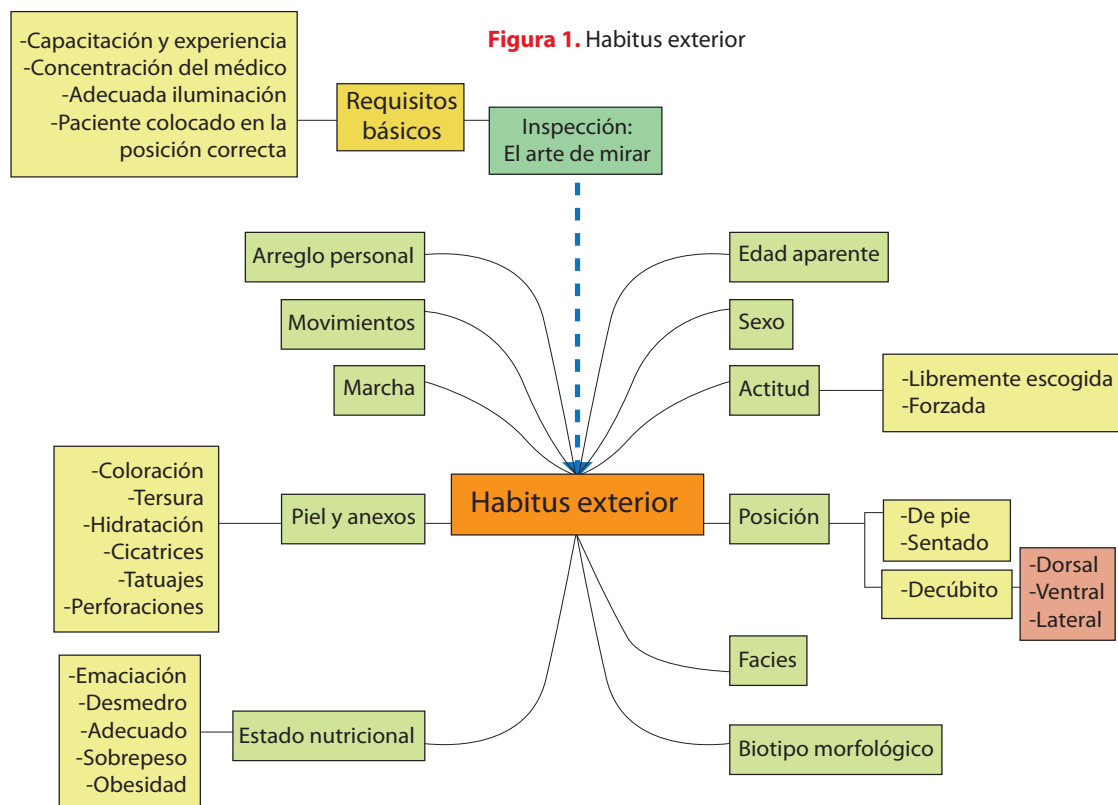 Figura 1. Habitus exterior
-Capacitación y experiencia
-Concentración del médico
-Adecuada iluminación
-Paciente colocado en la
posición correcta
Requisitos
básicos
Inspección:
El arte de mirar
Arreglo personal
Movimientos
Marcha
Edad aparente
Sexo
Actitud
-Libremente escogida
-Forzada
-Coloración
-Tersura
-Hidratación
-Cicatrices
-Tatuajes
-Perforaciones
Piel y anexos
Habitus exterior
Posición
-De pie
-Sentado
-Decúbito
-Dorsal
-Ventral
-Lateral
-Emaciación
-Desmedro
-Adecuado
-Sobrepeso
-Obesidad
Estado nutricional
Facies
Biotipo morfológico